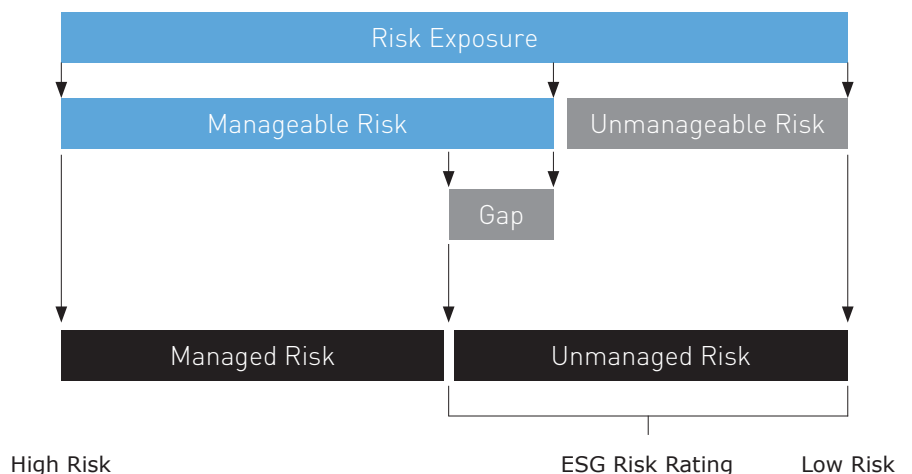 Risk Exposure
Manageable Risk Unmanageable Risk
Gap
Managed Risk Unmanaged Risk
High Risk ESG Risk Rating Low Risk